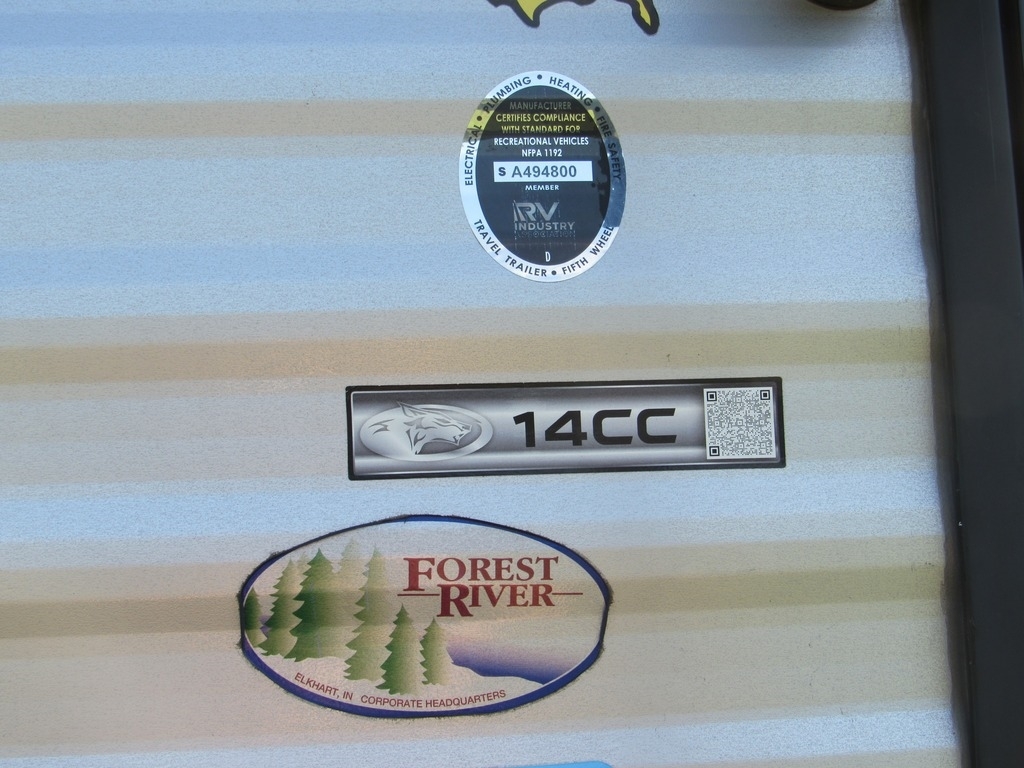 ELECTRICAL • PLUMBING • HEATING • FIRE SAFETY
MANUFACTURER
CERTIFIES COMPLIANCE
WITH STANDARD FOR
RECREATIONAL VEHICLES
NFPA 1192
S A494800
MEMBER
RV
INDUSTRY
ASSOCIATION
D
TRAVEL TRAILER • FIFTH WHEEL
14CC
FOREST
RIVER
ELKHART, IN CORPORATE HEADQUARTERS